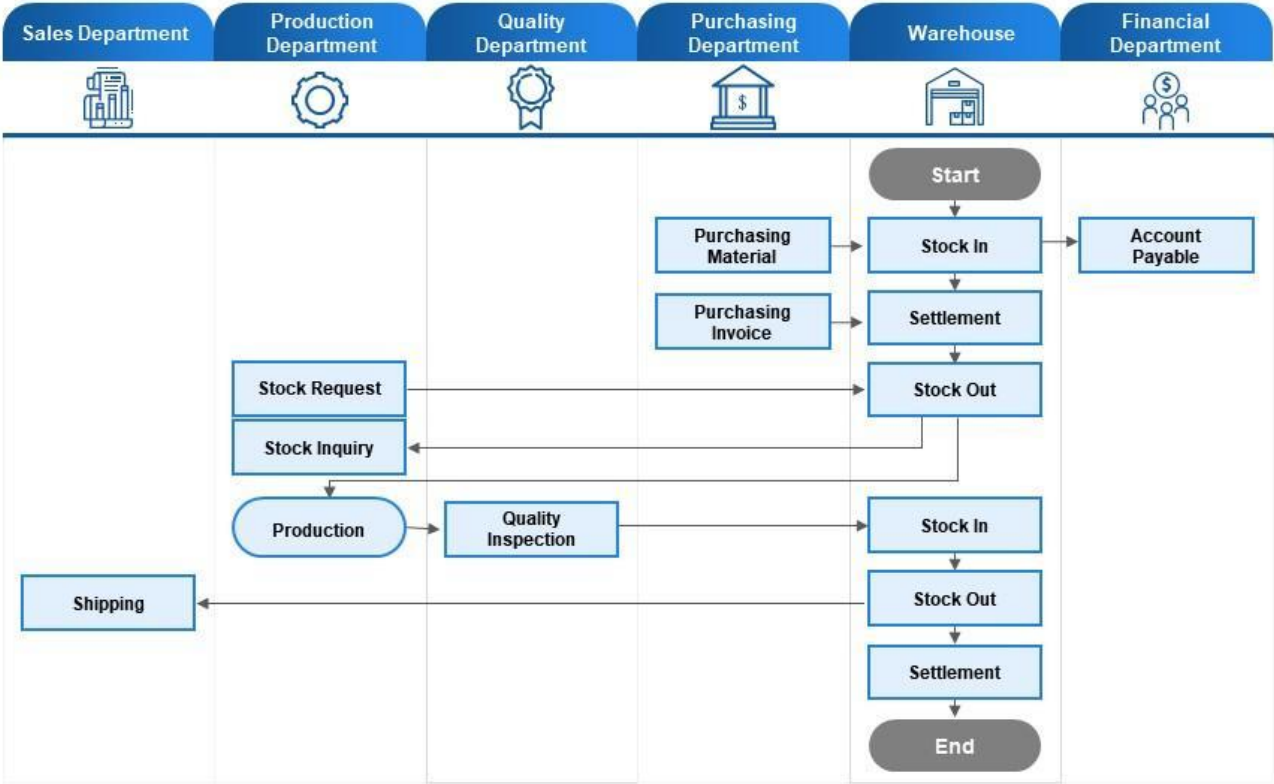 Sales Department
Production
Department
Quality
Department
Purchasing
Department
Warehouse
Financial
Department
$
$
Start
Purchasing
Material
Stock In
Account
Payable
Purchasing
Invoice
Settlement
Stock Request
Stock Out
Stock Inquiry
Production
Quality
Inspection
Stock In
Shipping
Stock Out
Settlement
End